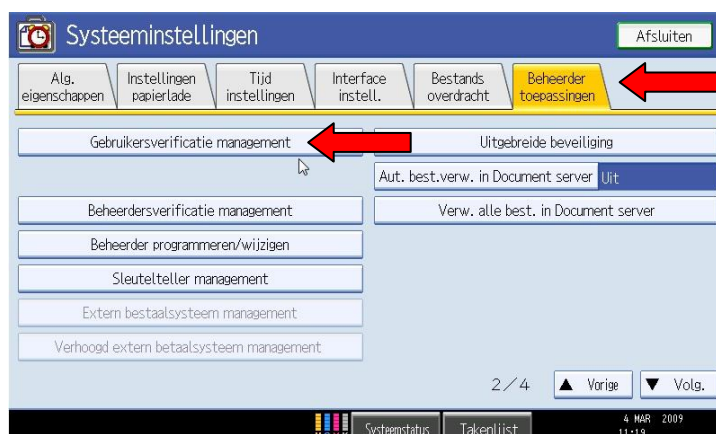 Systeeminstellingen
Afsluiten
Alg. eigenschappen
Instellingen papierlade
Tijd instellingen
Interface instell.
Bestands overdracht
Beheerder toepassingen
Gebruikersverificatie management
Uitgebreide beveiliging
Aut. best.verw. in Document server Uit
Beheerdersverificatie management
Verw. alle best. in Document server
Beheerder programmeren/wijzigen
Sleutelteller management
Extern bestaalsysteem management
Verhoogd extern betaalsysteem management
2/4
▲ Vorige
▼ Volg.
Systeemstatus
Takenlijst
4 MAR 2009
11:19